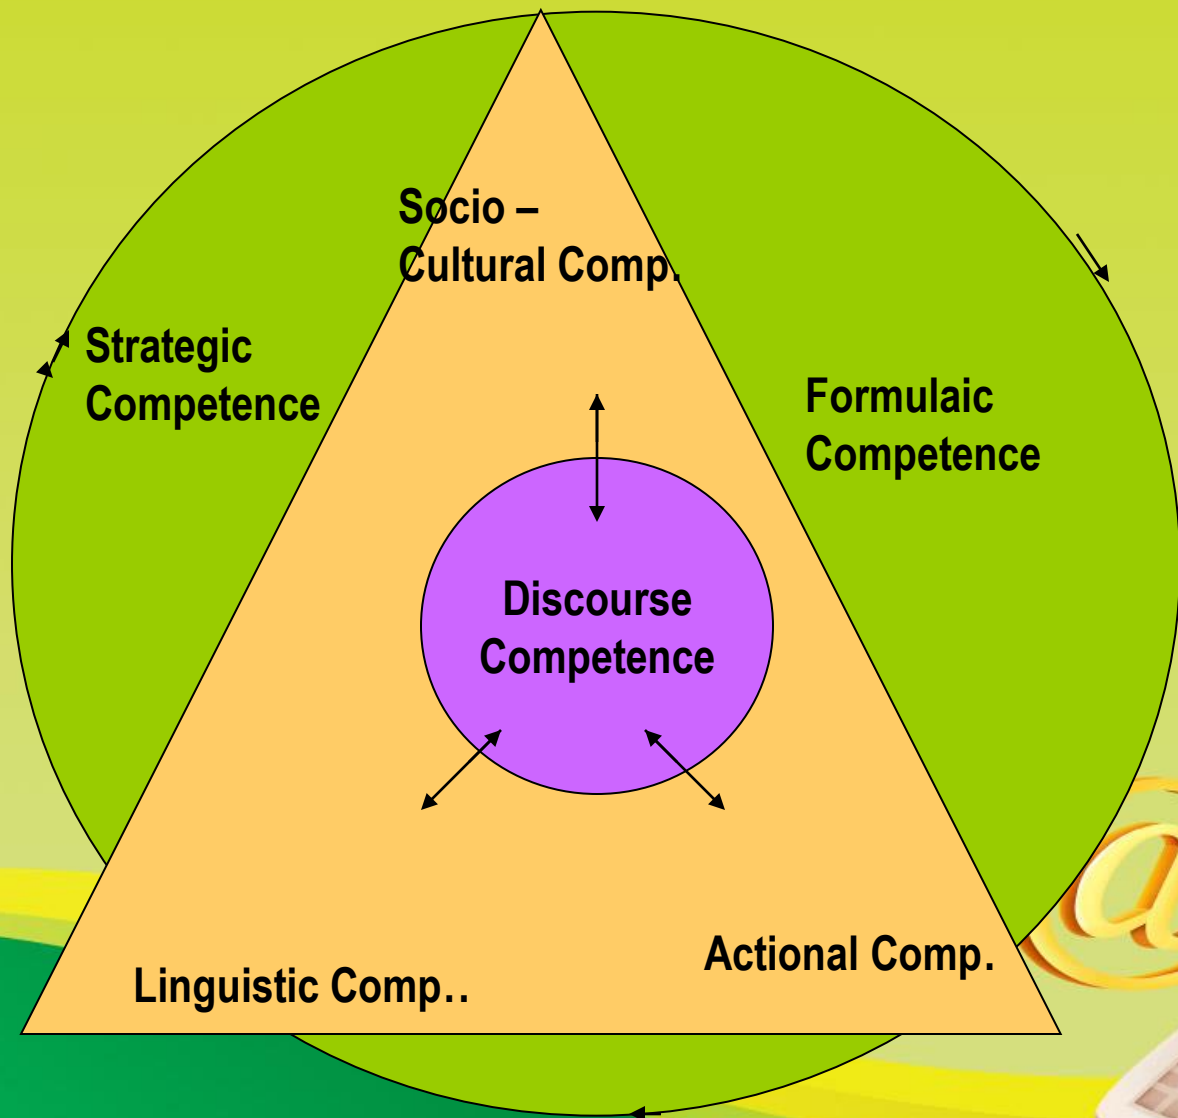 Socio –
Cultural Comp.
Strategic
Competence
Formulaic
Competence
Discourse
Competence
Actional Comp.
Linguistic Comp..
@